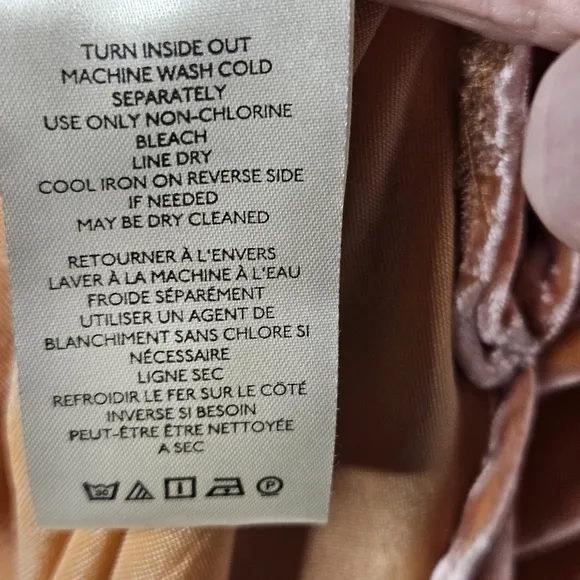 TURN INSIDE OUT
MACHINE WASH COLD
SEPARATELY
USE ONLY NON-CHLORINE
BLEACH
LINE DRY
COOL IRON ON REVERSE SIDE
IF NEEDED
MAY BE DRY CLEANED
RETOURNER À L'ENVERS
LAVER À LA MACHINE À L'EAU
FROIDE SÉPARÉMENT
UTILISER UN AGENT DE
BLANCHIMENT SANS CHLORE SI
NÉCESSAIRE
LIGNE SEC
REFROIDIR LE FER SUR LE CÔTÉ
INVERSE SI BESOIN
PEUT-ÊTRE ÊTRE NETTOYÉE
A SEC
30 P